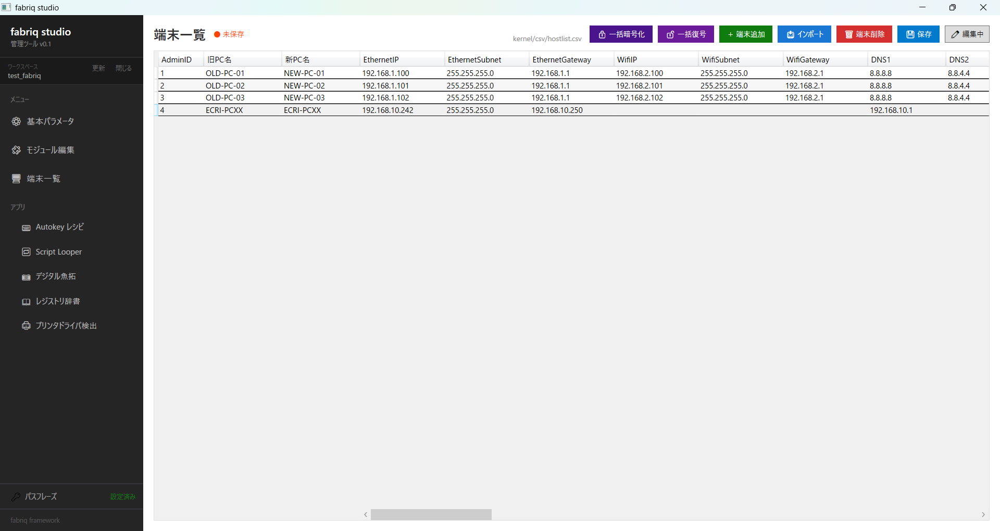 fabriq studio
fabriq studio
管理ツール v0.1
ワークスペース
test_fabriq
更新 閉じる
メニュー
基本パラメータ
モジュール編集
端末一覧
アプリ
Autokey レシピ
Script Looper
デジタル魚拓
レジストリ辞書
プリンタドライバ検出
パスフレーズ 設定済み
fabriq framework
端末一覧 未保存
kernel/csv/hostlist.csv 一括暗号化 一括復号 + 端末追加 インポート 端末削除 保存 編集中
AdminID 旧PC名 新PC名 EthernetIP EthernetSubnet EthernetGateway WifiIP WifiSubnet WifiGateway DNS1 DNS2
1 OLD-PC-01 NEW-PC-01 192.168.1.100 255.255.255.0 192.168.1.1 192.168.2.100 255.255.255.0 192.168.2.1 8.8.8.8 8.8.4.4
2 OLD-PC-02 NEW-PC-02 192.168.1.101 255.255.255.0 192.168.1.1 192.168.2.101 255.255.255.0 192.168.2.1 8.8.8.8 8.8.4.4
3 OLD-PC-03 NEW-PC-03 192.168.1.102 255.255.255.0 192.168.1.1 192.168.2.102 255.255.255.0 192.168.2.1 8.8.8.8 8.8.4.4
4 ECRI-PCXX ECRI-PCXX 192.168.10.242 255.255.255.0 192.168.10.250 192.168.10.1